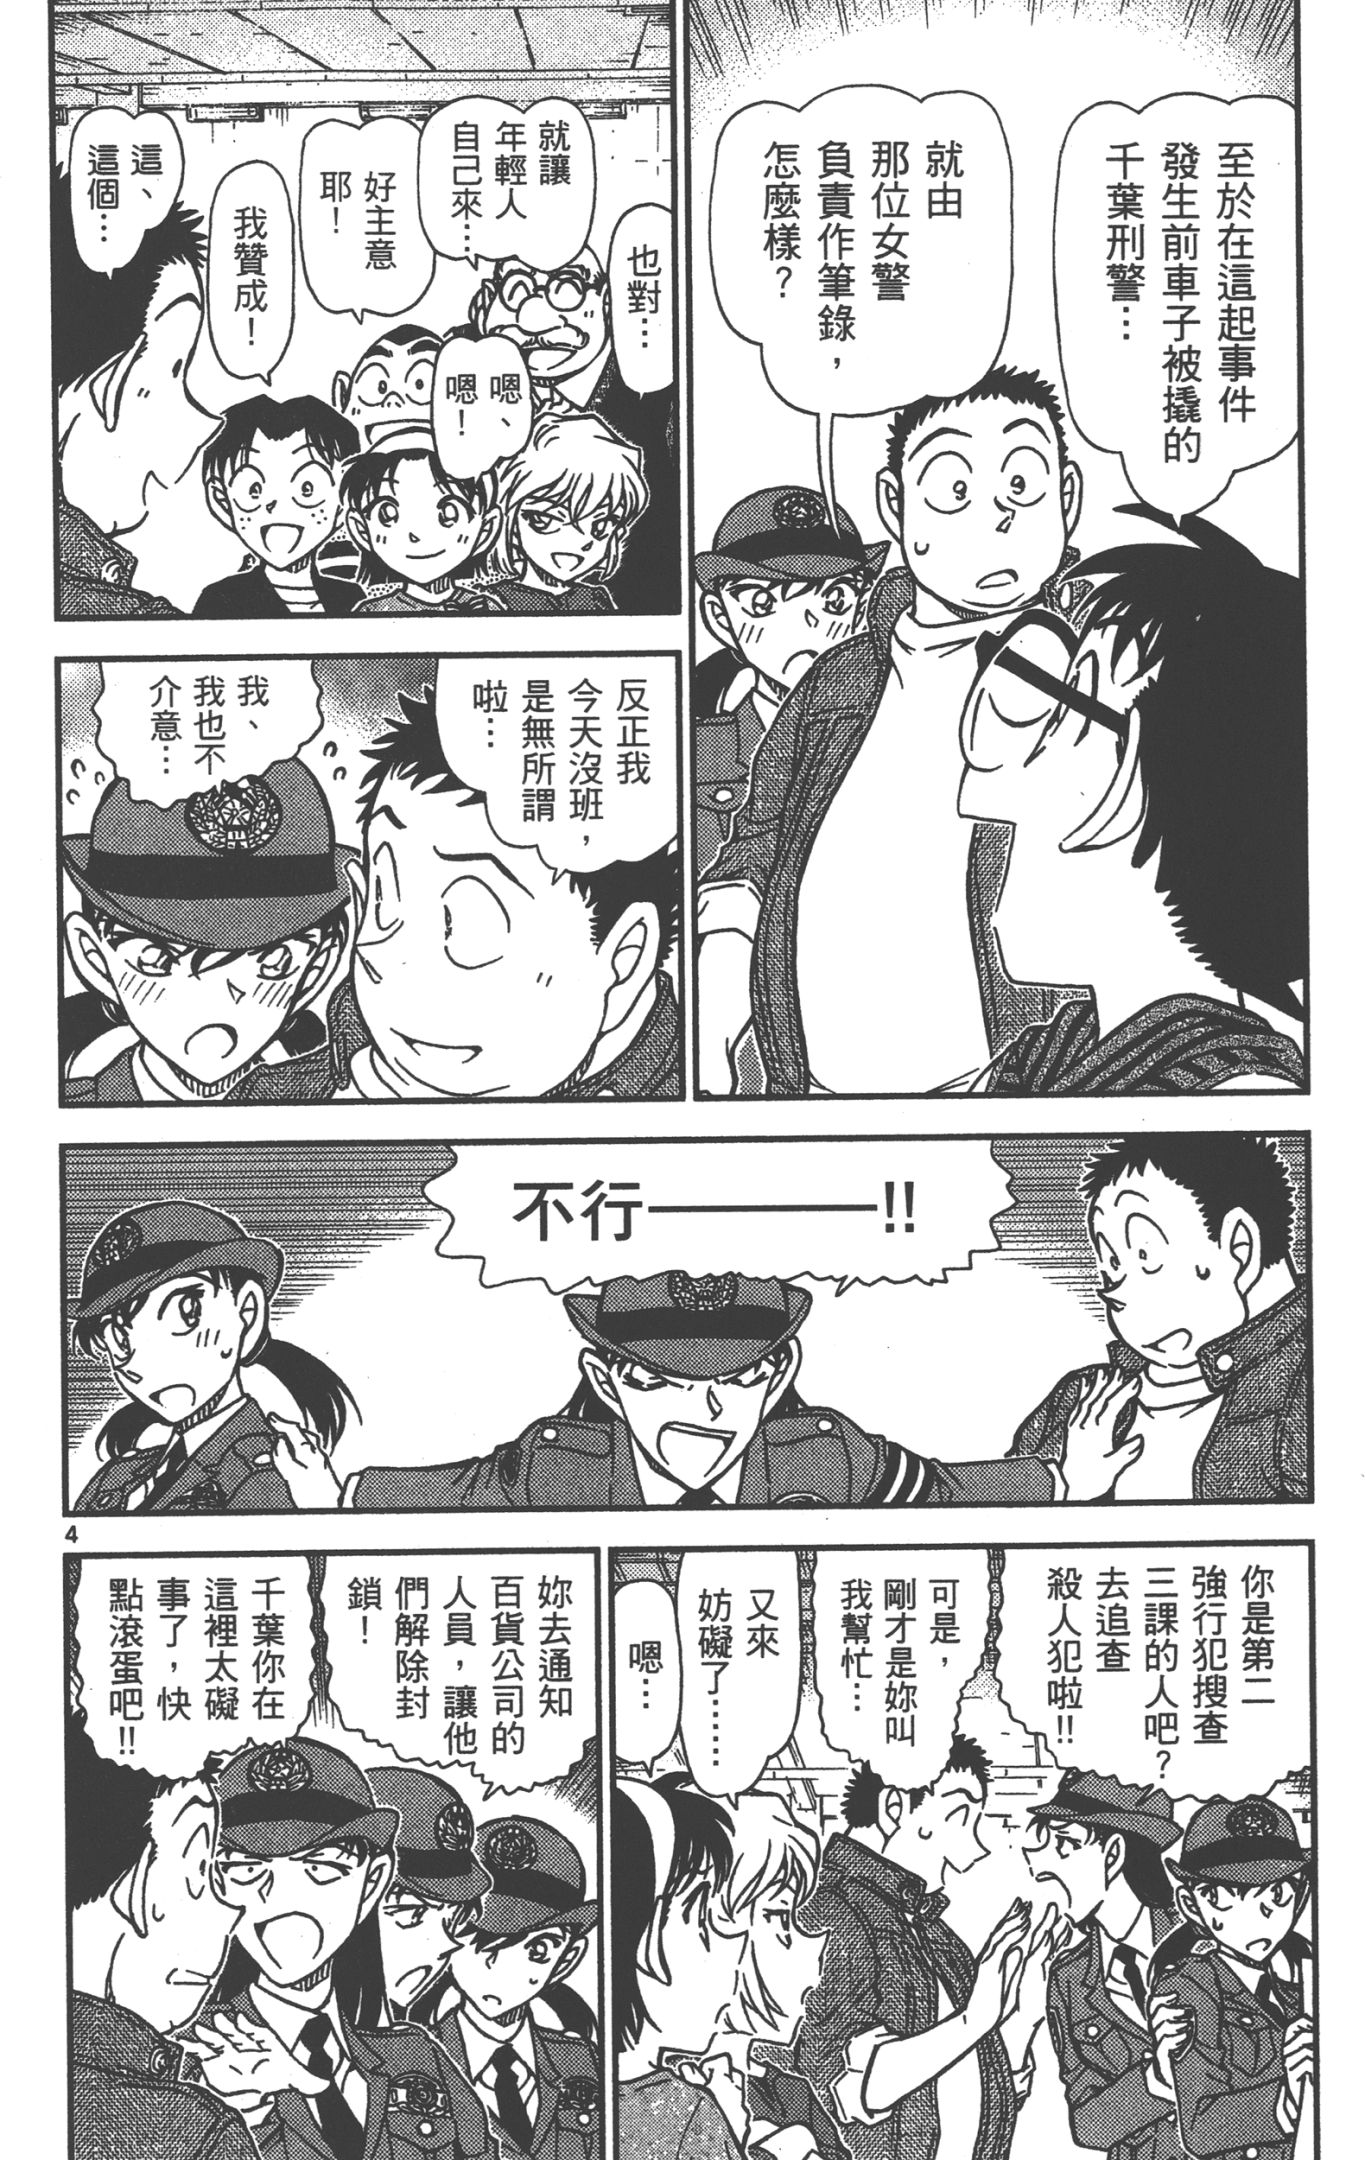 至於在這起事件
發生前車子被撬的
千葉刑警…
就由
那位女警
負責作筆錄，
怎麼樣？
也對…
就讓
年輕人
自己來…
好主意
耶！
嗯、
嗯！
我贊成！
這、
這個…
反正我
今天沒班，
是無所謂
啦…
我、
我也不
介意…
不行————!!
4
你是第二
強行犯搜查
三課的人吧？
去追查
殺人犯啦!!
可是，
剛才是妳叫
我幫忙…
又來
妨礙了……
嗯…
妳去通知
百貨公司的
人員，讓他
們解除封
鎖！
千葉你在
這裡太礙
事了，快
點滾蛋吧!!